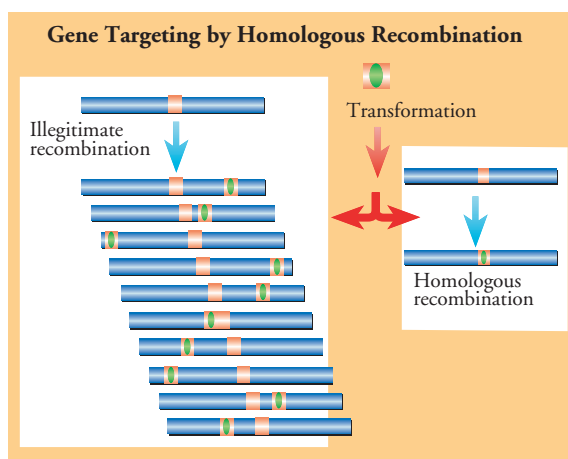 Gene Targeting by Homologous Recombination
Transformation
Illegitimate
recombination
Homologous
recombination